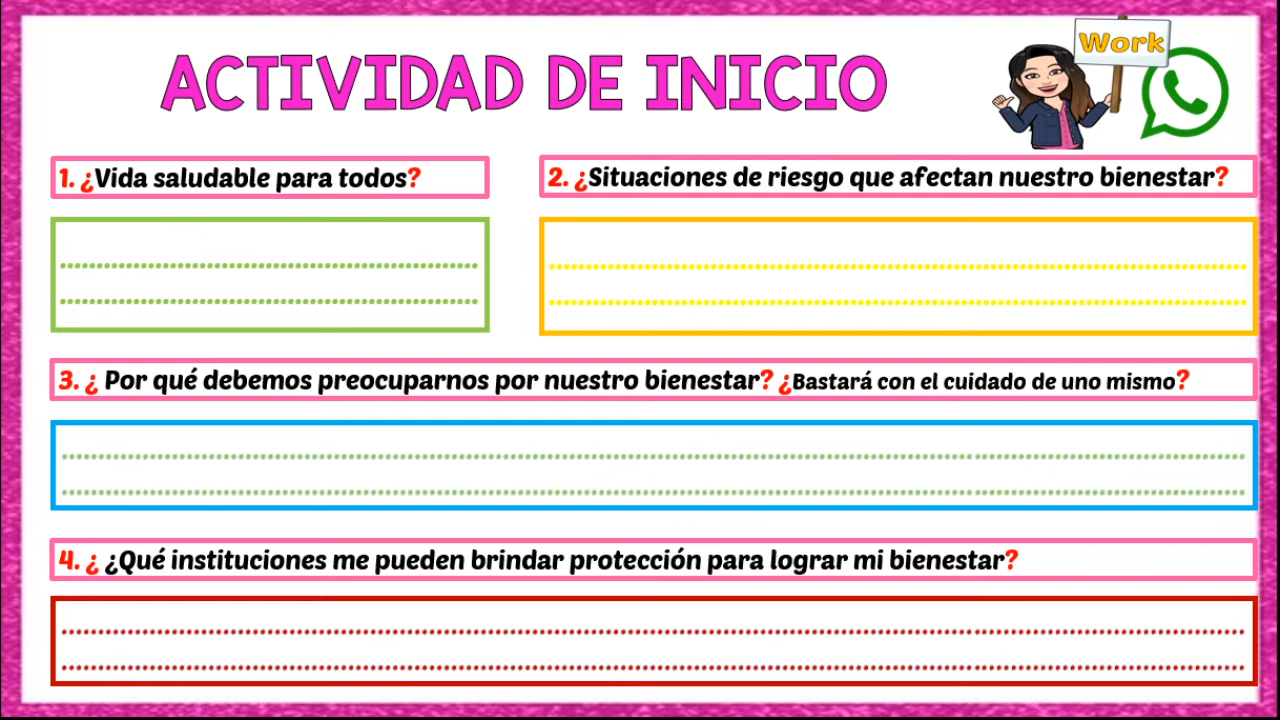 Work
ACTIVIDAD DE INICIO
1. ¿Vida saludable para todos?
2. ¿Situaciones de riesgo que afectan nuestro bienestar?
3. ¿ Por qué debemos preocuparnos por nuestro bienestar? ¿Bastará con el cuidado de uno mismo?
4. ¿ ¿Qué instituciones me pueden brindar protección para lograr mi bienestar?